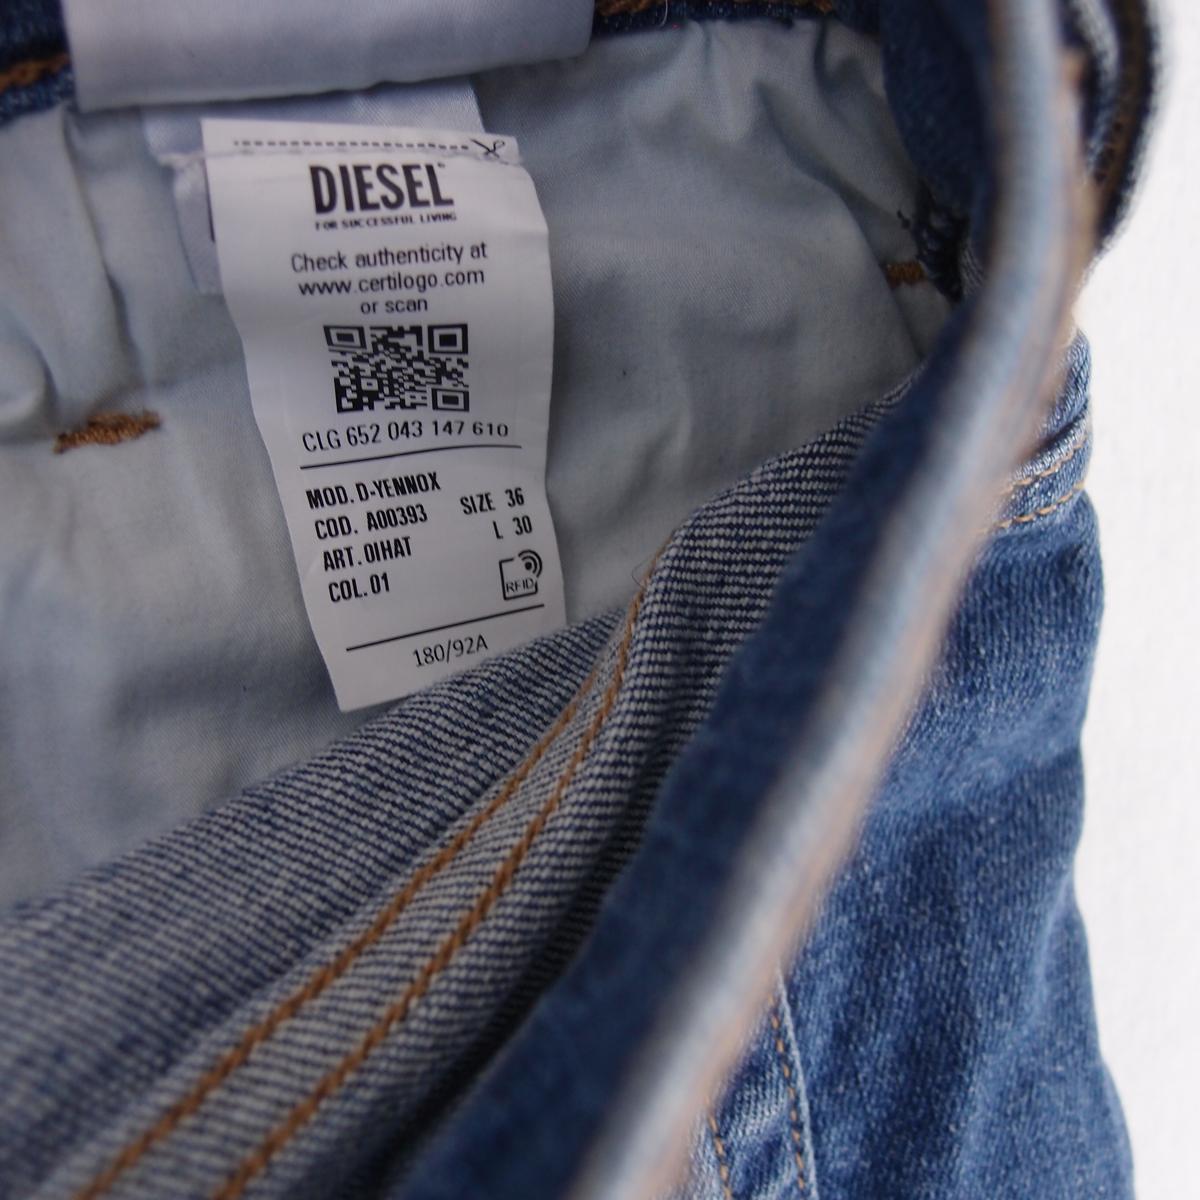 DIESEL
FOR SUCCESSFUL LIVING
Check authenticity at
www.certilogo.com
or scan
CLG 652 043 147 610
MOD. D-YENNOX
SIZE 36
COD. A00393
L 30
ART. 0IHAT
COL. 01
RFID
180/92A